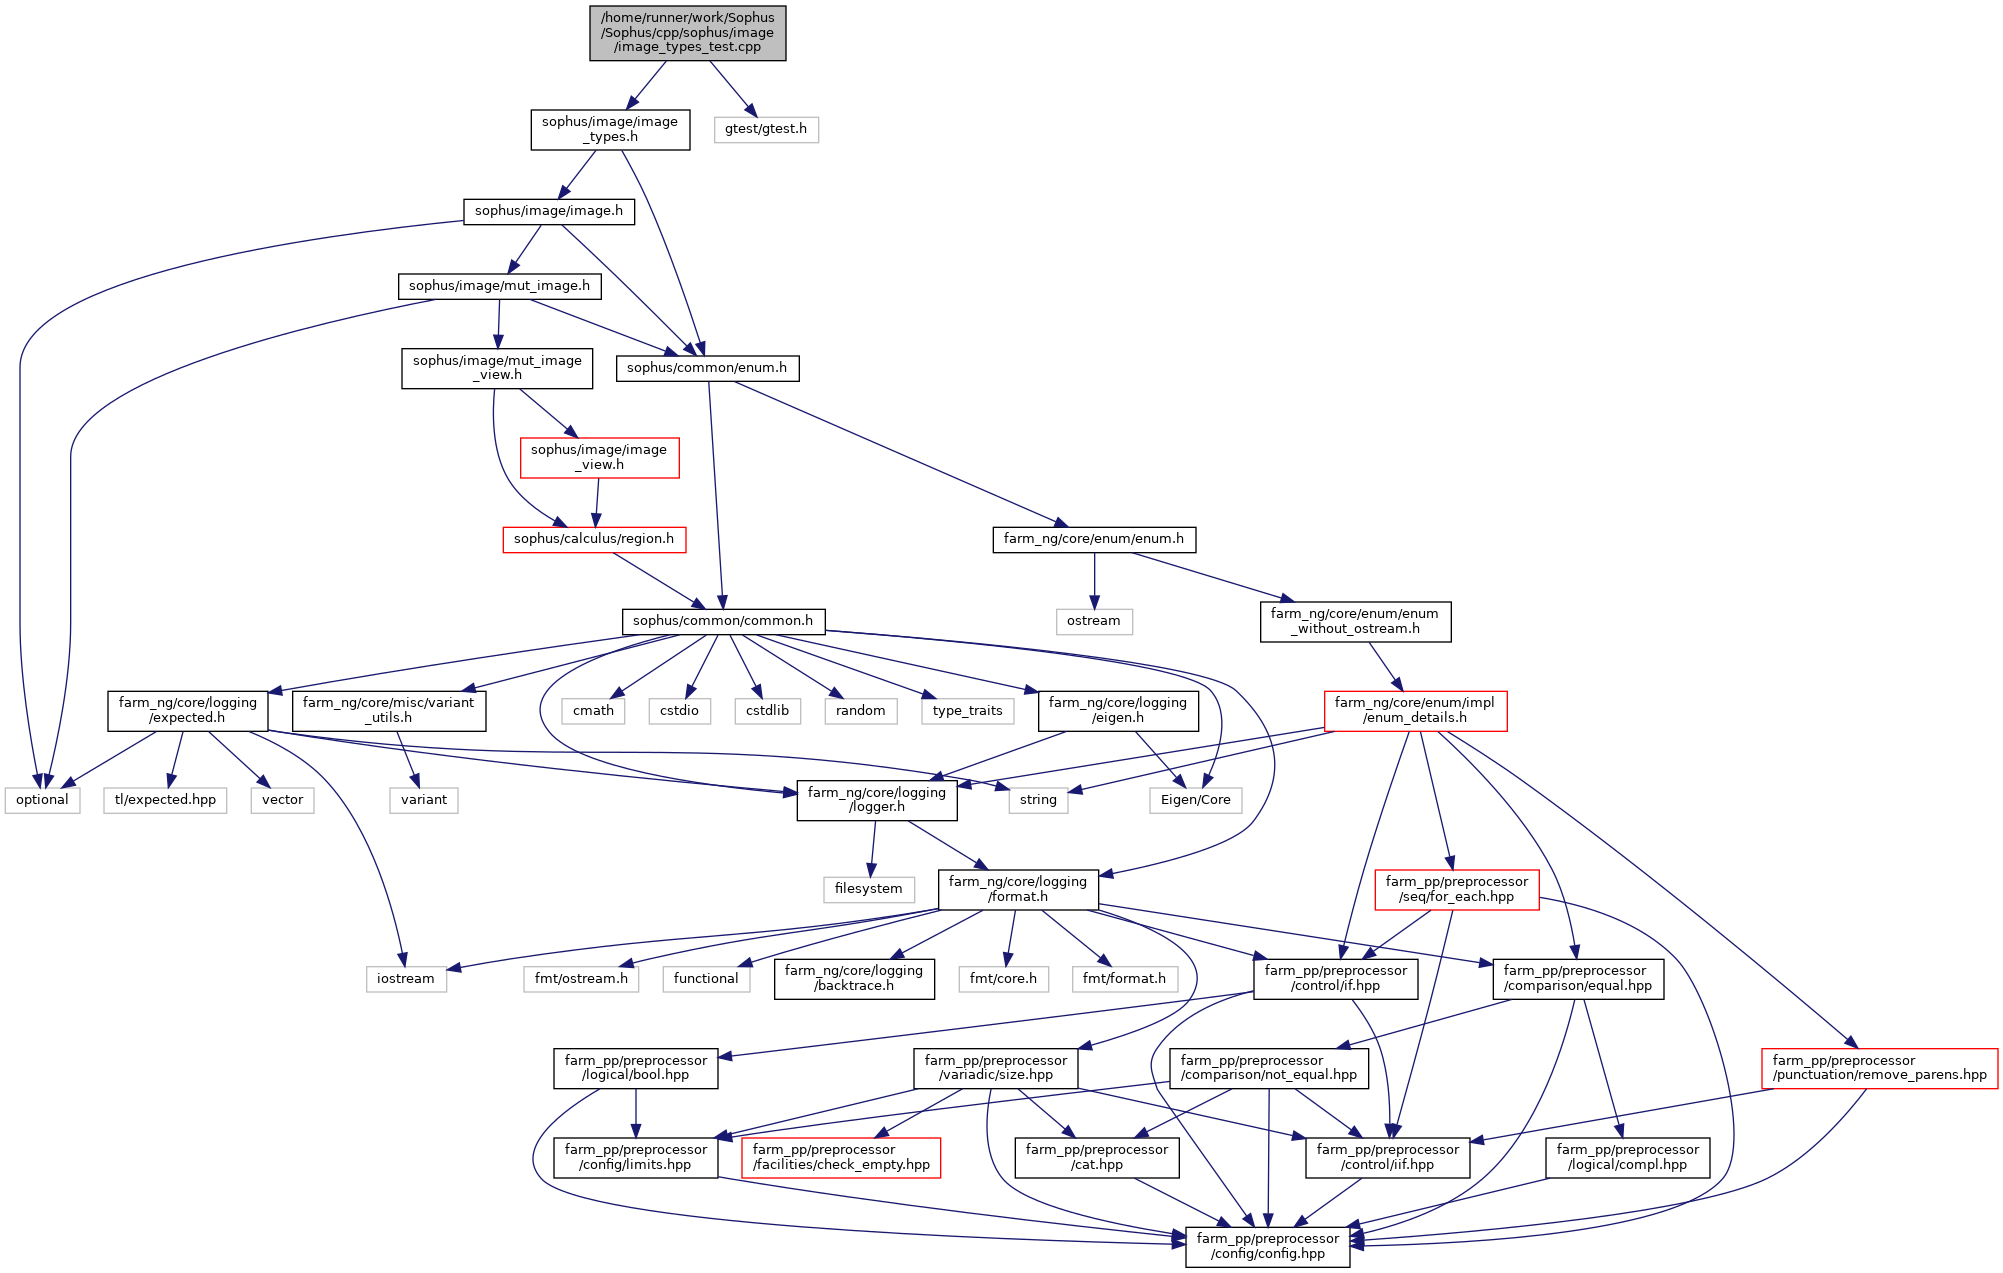 /home/runner/work/Sophus
/Sophus/cpp/sophus/image
/image_types_test.cpp
sophus/image/image
_types.h
gtest/gtest.h
sophus/image/image.h
sophus/image/mut_image.h
sophus/image/mut_image
_view.h
sophus/common/enum.h
sophus/image/image
_view.h
sophus/calculus/region.h
farm_ng/core/enum/enum.h
sophus/common/common.h
ostream
farm_ng/core/enum/enum
_without_ostream.h
farm_ng/core/logging
/expected.h
farm_ng/core/misc/variant
_utils.h
cmath
cstdio
cstdlib
random
type_traits
farm_ng/core/logging
/eigen.h
farm_ng/core/enum/impl
/enum_details.h
optional
tl/expected.hpp
vector
variant
farm_ng/core/logging
/logger.h
string
Eigen/Core
filesystem
farm_ng/core/logging
/format.h
farm_pp/preprocessor
/seq/for_each.hpp
iostream
fmt/ostream.h
functional
farm_ng/core/logging
/backtrace.h
fmt/core.h
fmt/format.h
farm_pp/preprocessor
/control/if.hpp
farm_pp/preprocessor
/comparison/equal.hpp
farm_pp/preprocessor
/logical/bool.hpp
farm_pp/preprocessor
/variadic/size.hpp
farm_pp/preprocessor
/comparison/not_equal.hpp
farm_pp/preprocessor
/punctuation/remove_parens.hpp
farm_pp/preprocessor
/config/limits.hpp
farm_pp/preprocessor
/facilities/check_empty.hpp
farm_pp/preprocessor
/cat.hpp
farm_pp/preprocessor
/control/iif.hpp
farm_pp/preprocessor
/logical/compl.hpp
farm_pp/preprocessor
/config/config.hpp